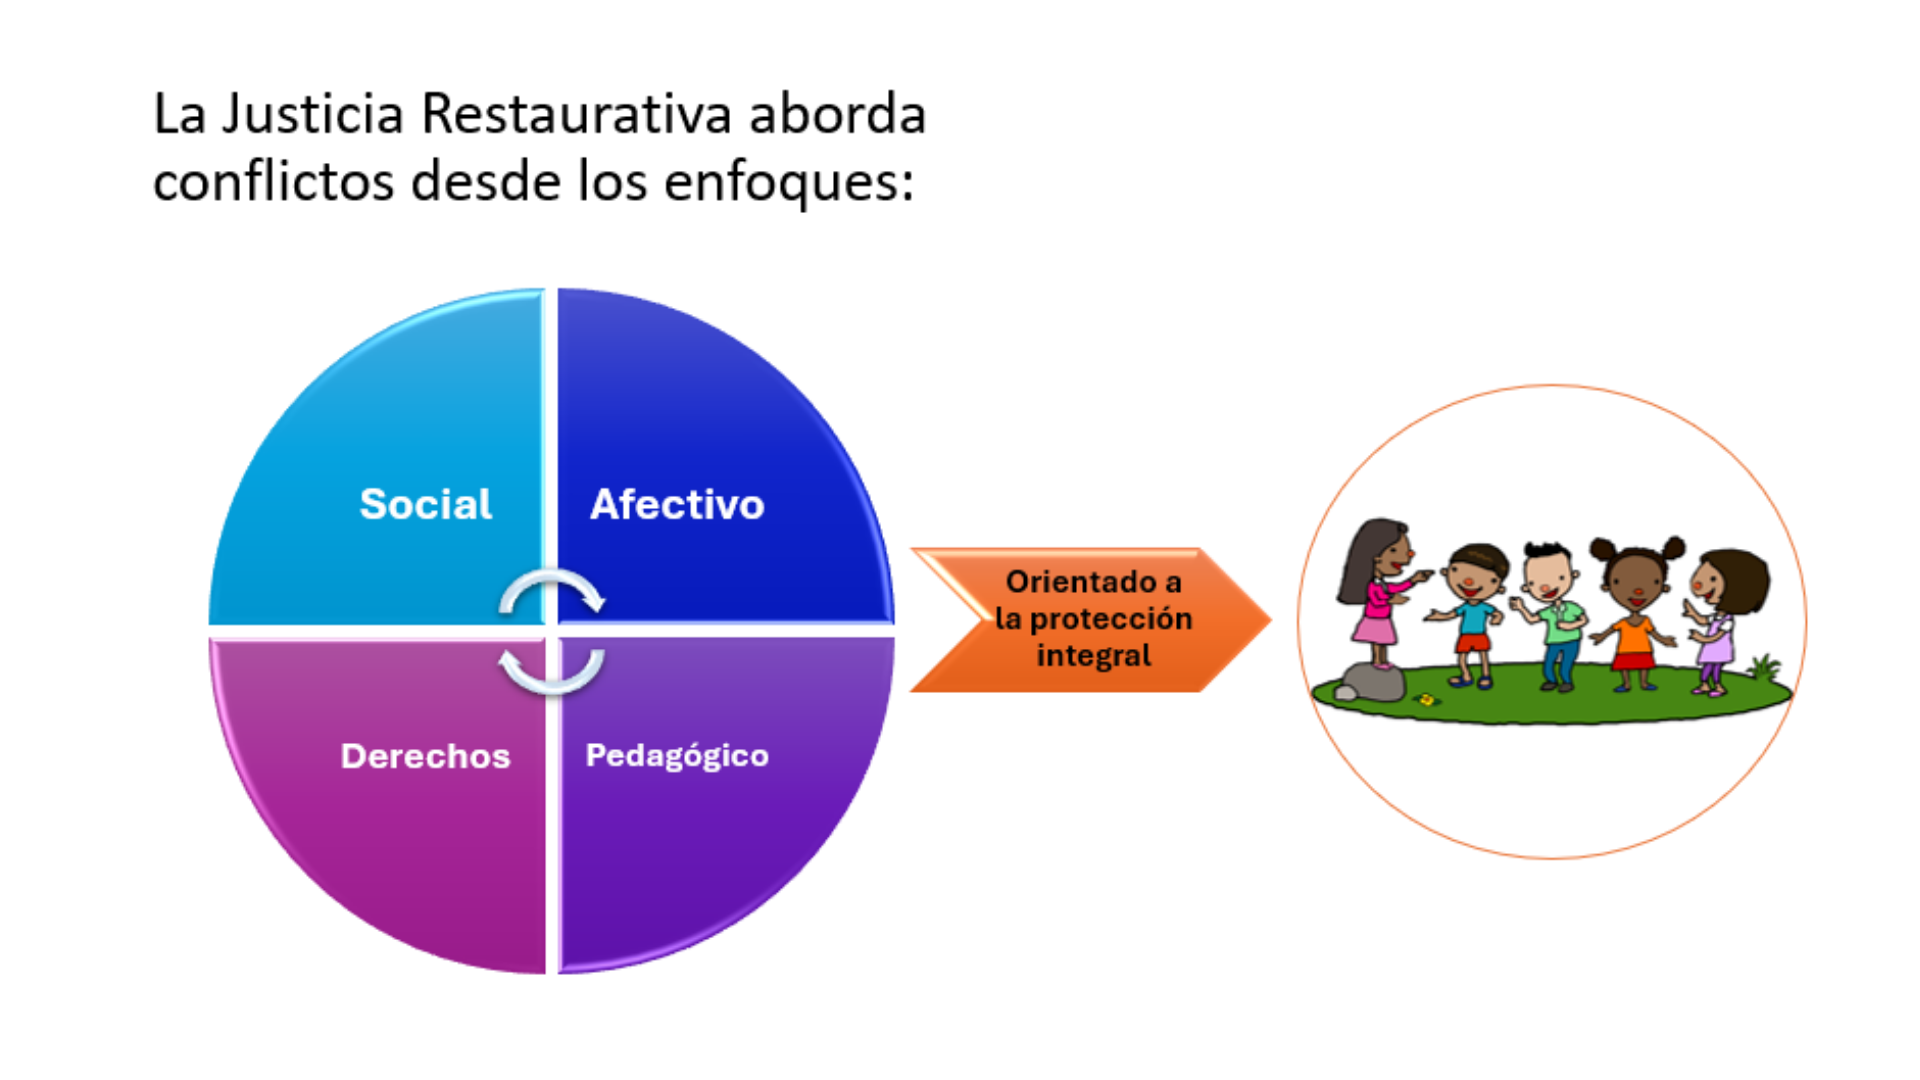 La Justicia Restaurativa aborda
conflictos desde los enfoques:
Social
Afectivo
Derechos
Pedagógico
Orientado a
la protección
integral